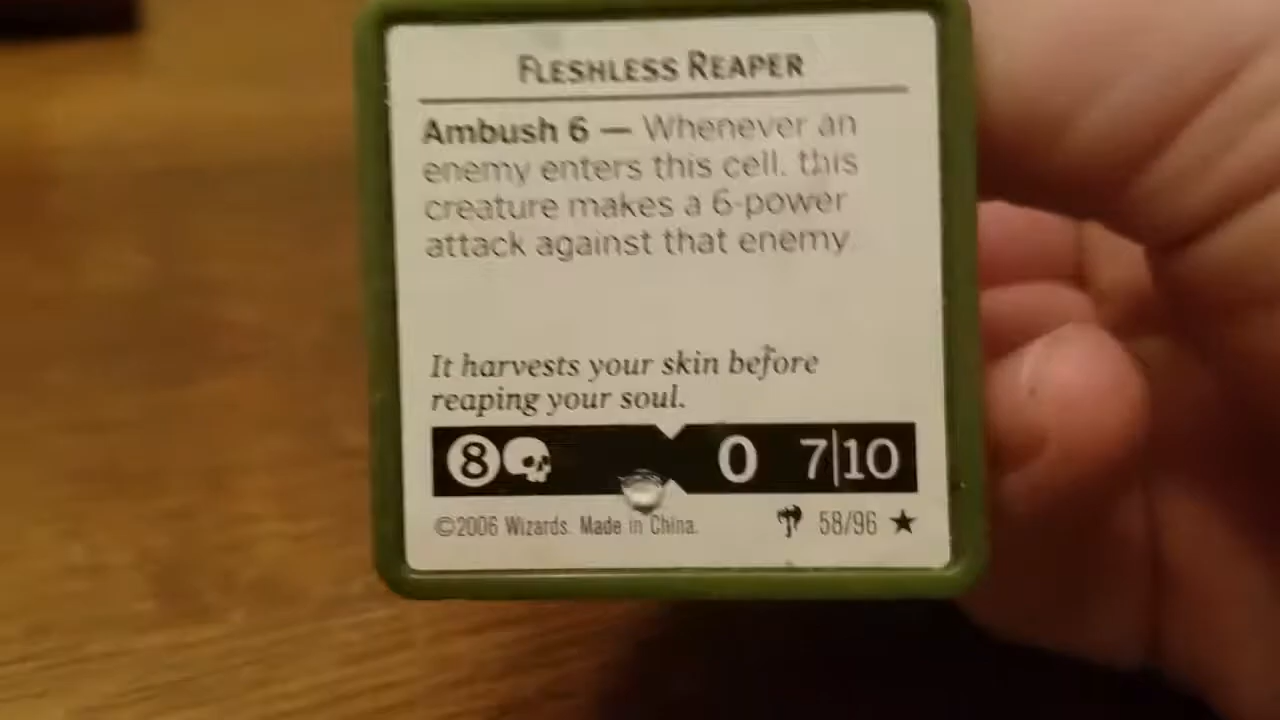 FLESHLESS REAPER
Ambush 6 — Whenever an
enemy enters this cell, this
creature makes a 6-power
attack against that enemy.
It harvests your skin before
reaping your soul.
8 0 7|10
©2006 Wizards. Made in China.
58/96 ★